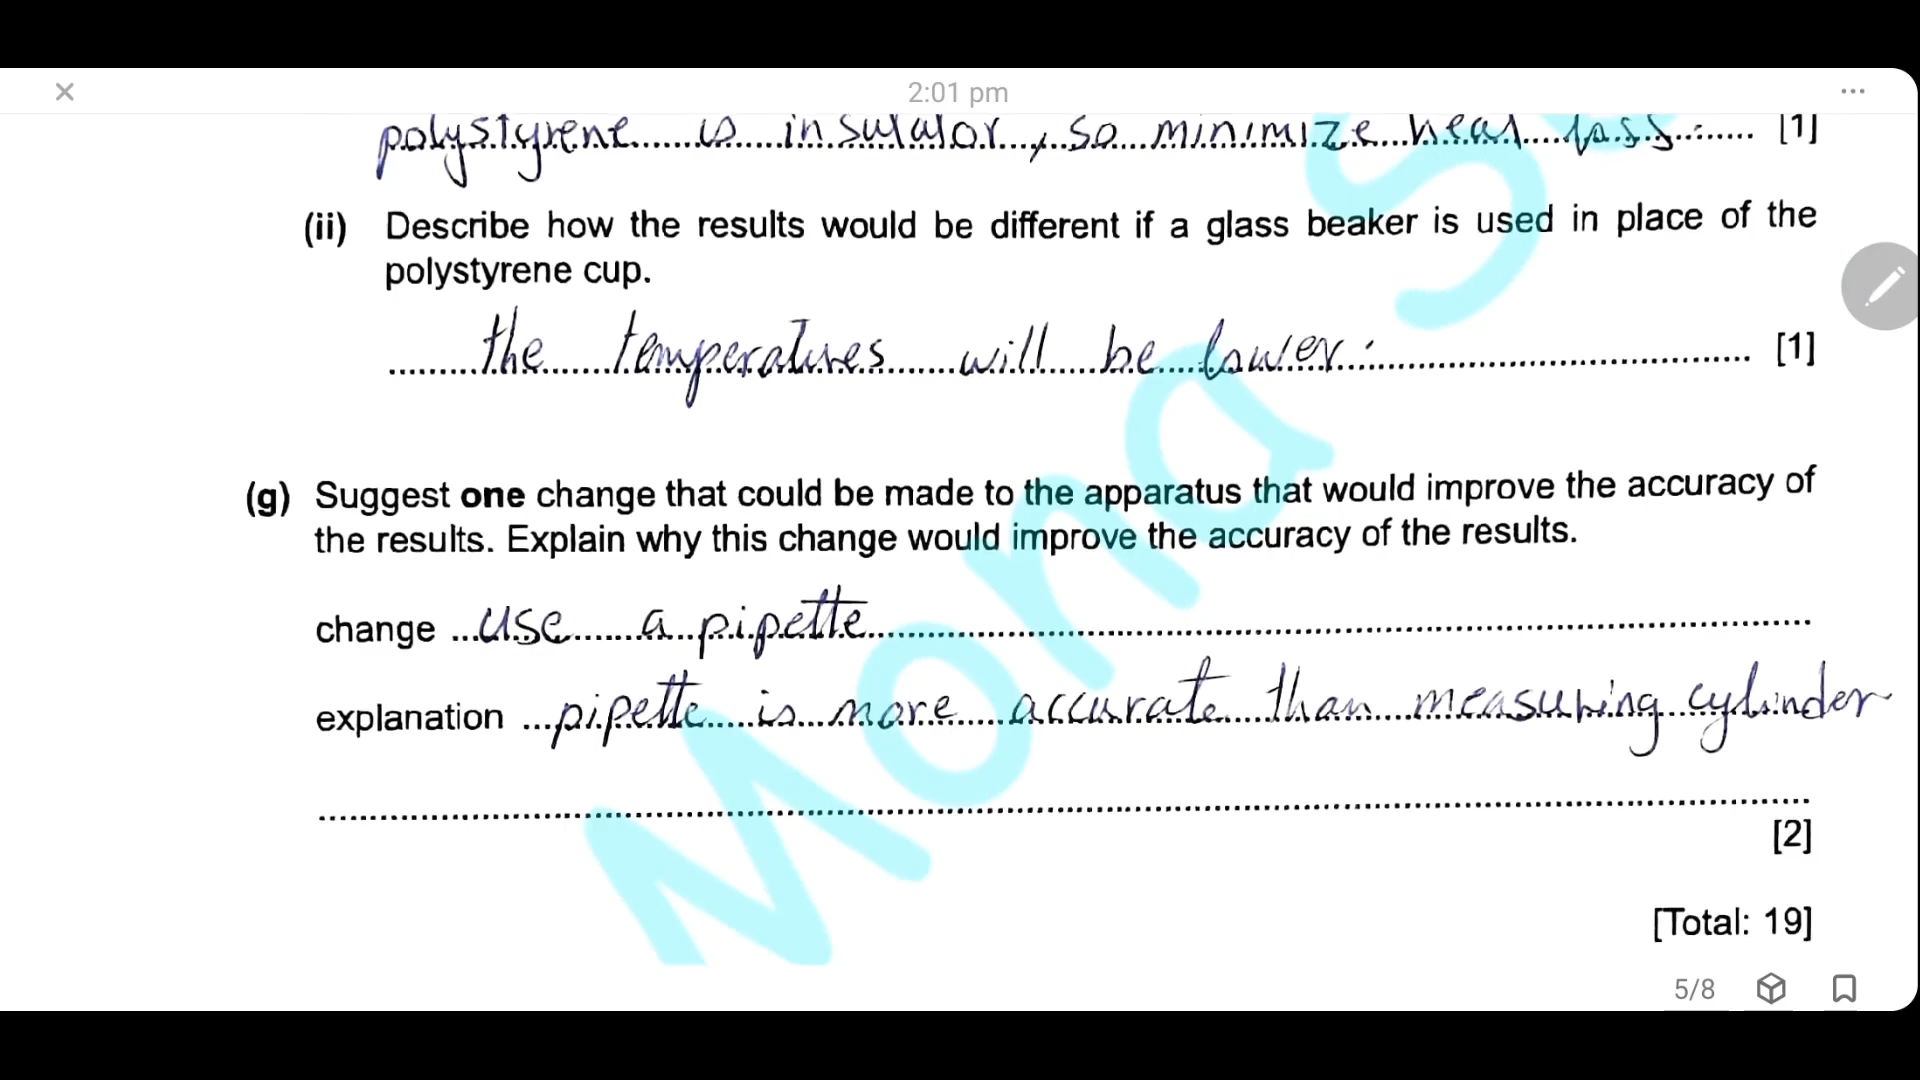 2:01 pm
polystyrene is insulator, so minimize heat loss. [1]
(ii) Describe how the results would be different if a glass beaker is used in place of the
polystyrene cup.
the temperatures will be lower. [1]
(g) Suggest one change that could be made to the apparatus that would improve the accuracy of
the results. Explain why this change would improve the accuracy of the results.
change use a pipette
explanation pipette is more accurate than measuring cylinder
[2]
[Total: 19]
5/8
Mona S